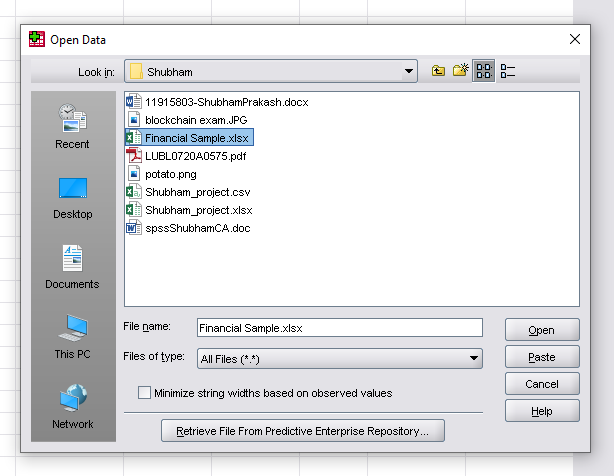 Open Data
Look in:
Shubham
Recent
Desktop
Documents
This PC
Network
11915803-ShubhamPrakash.docx
blockchain exam.JPG
Financial Sample.xlsx
LUBL0720A0575.pdf
potato.png
Shubham_project.csv
Shubham_project.xlsx
spssShubhamCA.doc
File name:
Financial Sample.xlsx
Open
Files of type:
All Files (*.*)
Paste
Minimize string widths based on observed values
Cancel
Help
Retrieve File From Predictive Enterprise Repository...